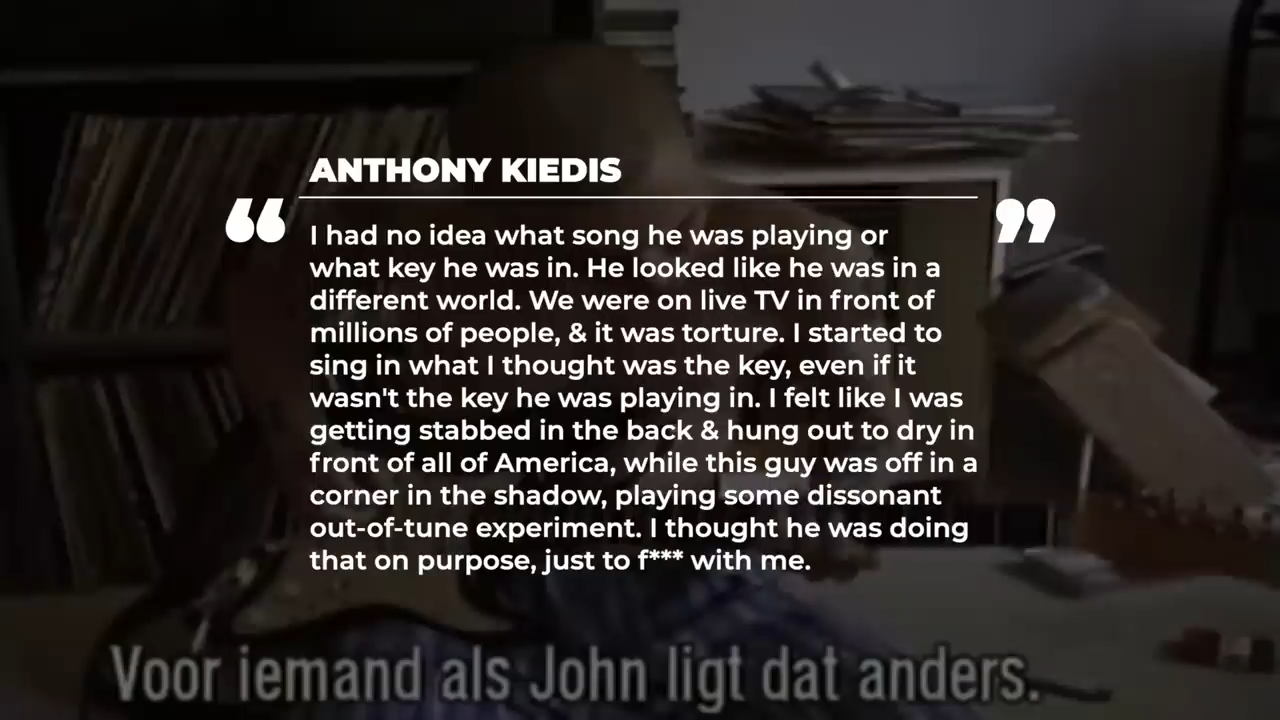 ANTHONY KIEDIS
“ I had no idea what song he was playing or ”
what key he was in. He looked like he was in a
different world. We were on live TV in front of
millions of people, & it was torture. I started to
sing in what I thought was the key, even if it
wasn't the key he was playing in. I felt like I was
getting stabbed in the back & hung out to dry in
front of all of America, while this guy was off in a
corner in the shadow, playing some dissonant
out-of-tune experiment. I thought he was doing
that on purpose, just to f*** with me.
Voor iemand als John ligt dat anders.